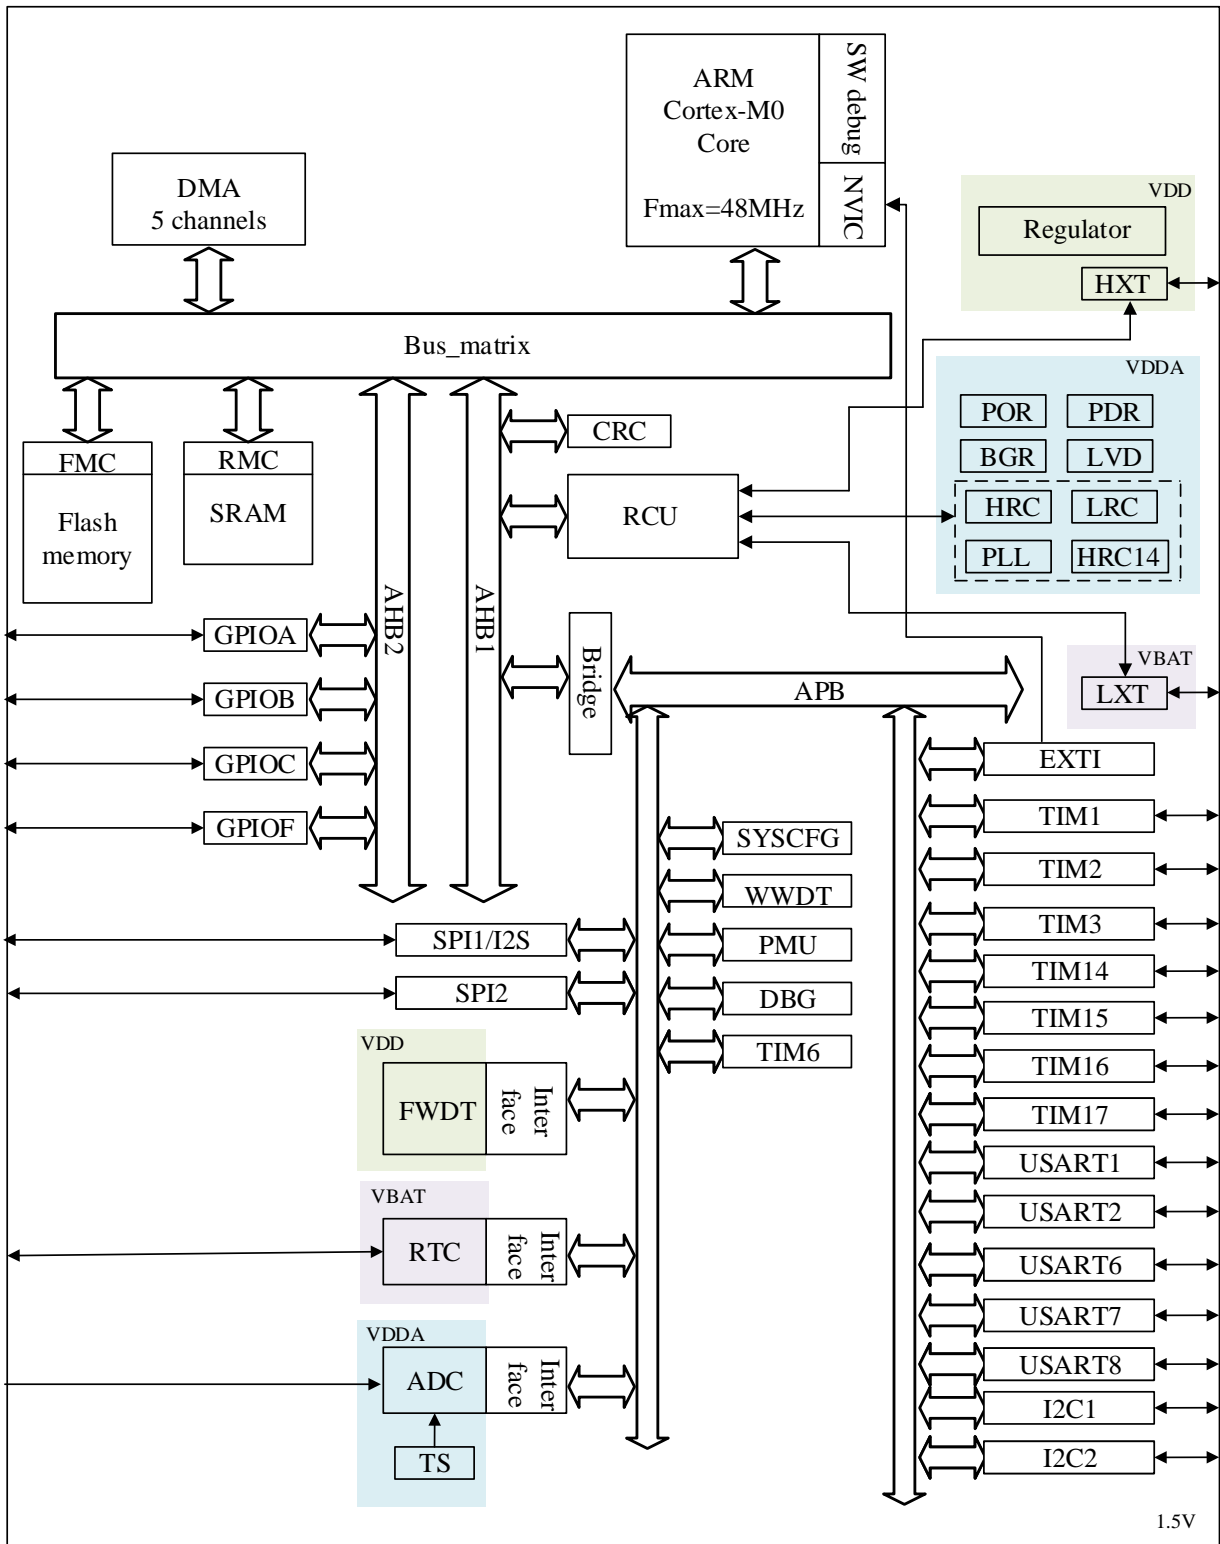 ARM
Cortex-M0
Core
Fmax=48MHz
SW debug
NVIC
DMA
5 channels
VDD
Regulator
HXT
Bus_matrix
VDDA
POR
PDR
BGR
LVD
HRC
LRC
PLL
HRC14
FMC
Flash
memory
RMC
SRAM
CRC
RCU
AHB2
AHB1
GPIOA
GPIOB
GPIOC
GPIOF
Bridge
APB
VBAT
LXT
EXTI
TIM1
TIM2
TIM3
TIM14
TIM15
TIM16
TIM17
USART1
USART2
USART6
USART7
USART8
I2C1
I2C2
SYSCFG
WWDT
PMU
DBG
TIM6
SPI1/I2S
SPI2
VDD
FWDT
Inter
face
VBAT
RTC
Inter
face
VDDA
ADC
Inter
face
TS
1.5V